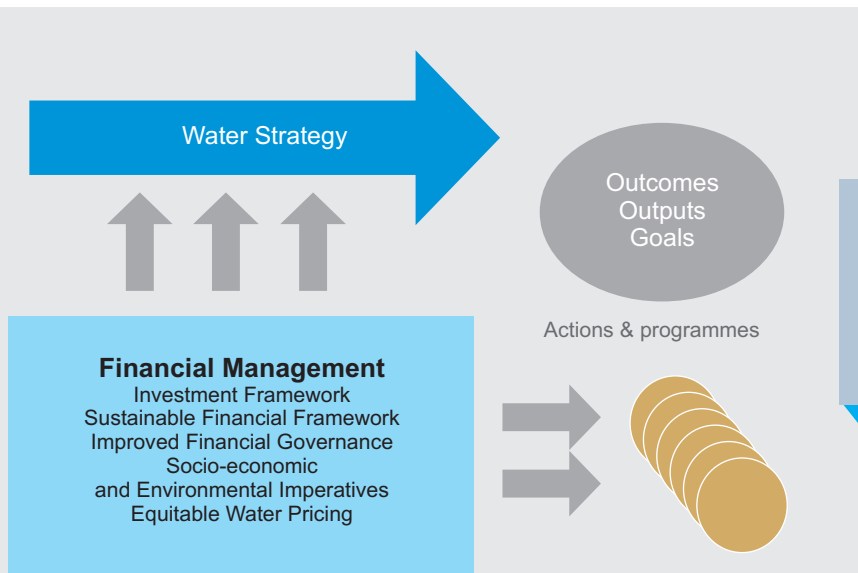 Water Strategy
Outcomes
Outputs
Goals
Actions & programmes
Financial Management
Investment Framework
Sustainable Financial Framework
Improved Financial Governance
Socio-economic
and Environmental Imperatives
Equitable Water Pricing